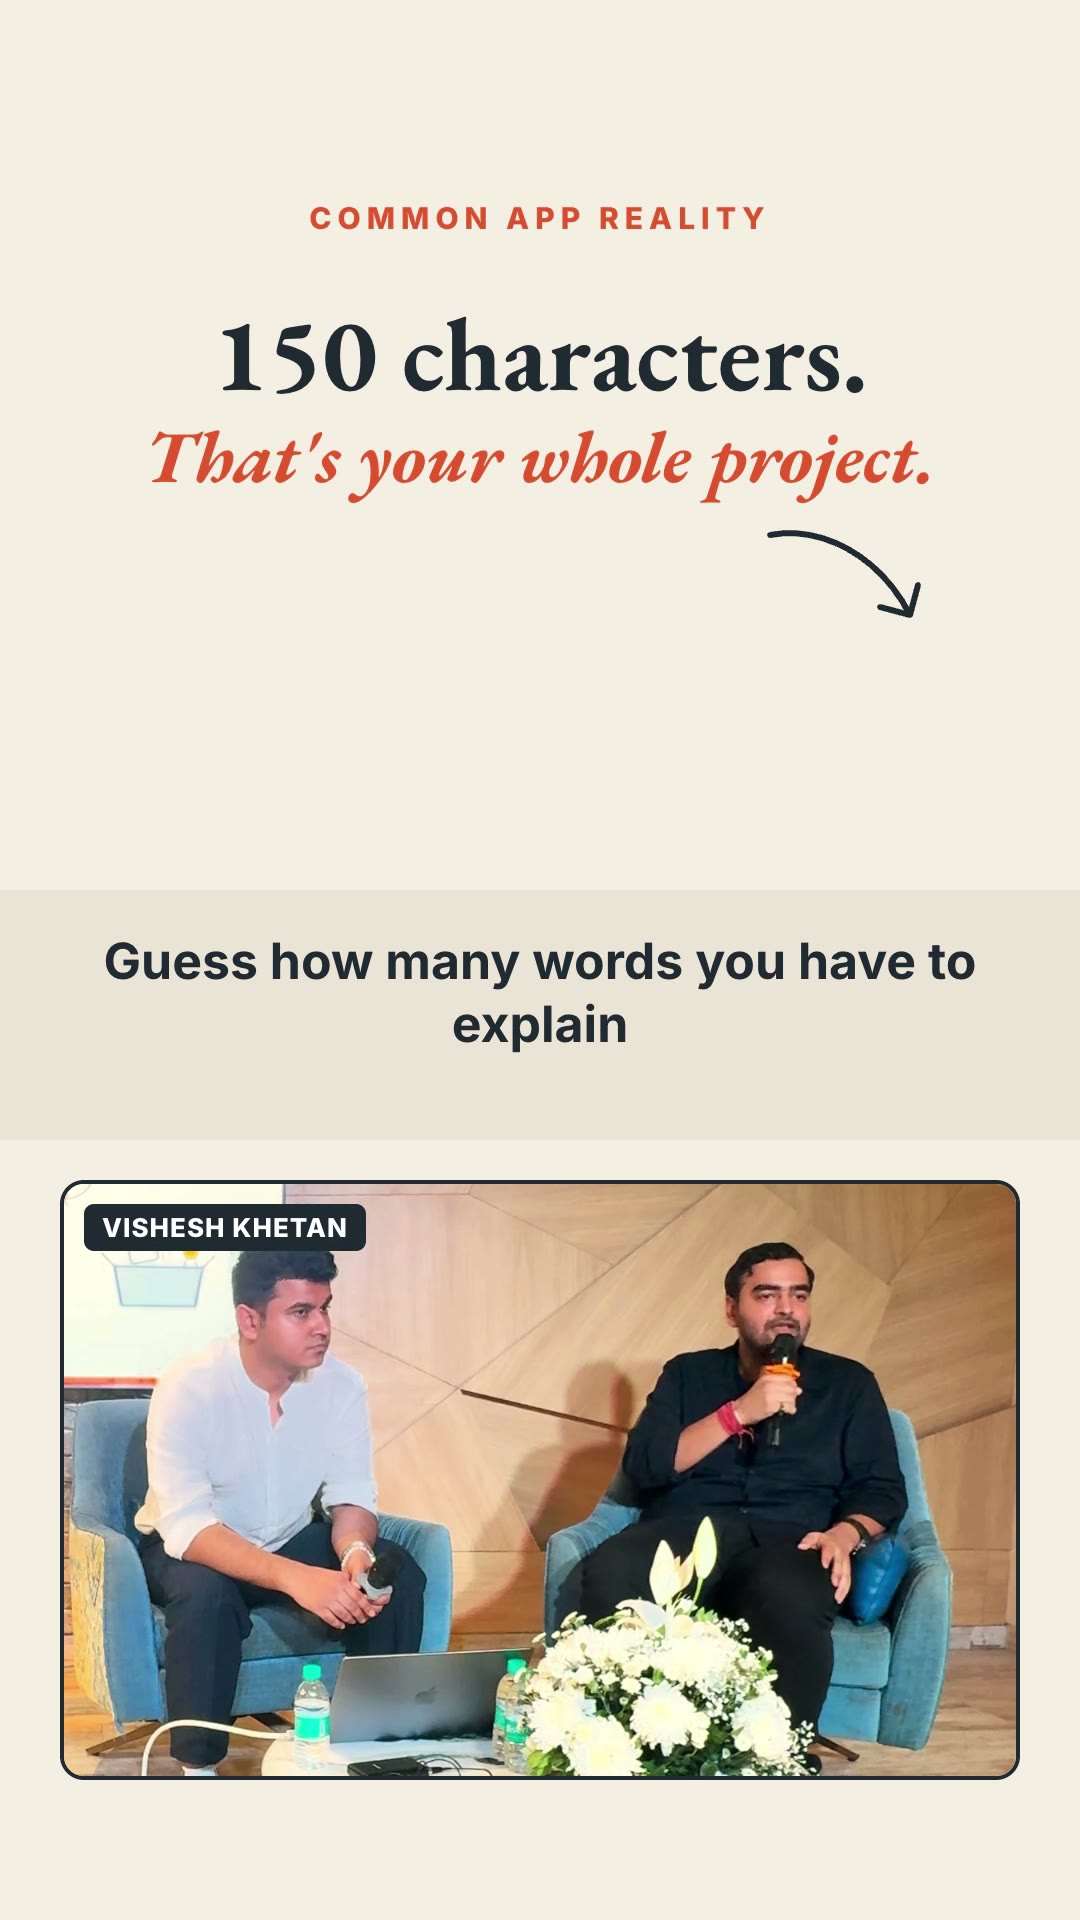 COMMON APP REALITY
150 characters.
That's your whole project.
Guess how many words you have to
explain
VISHESH KHETAN